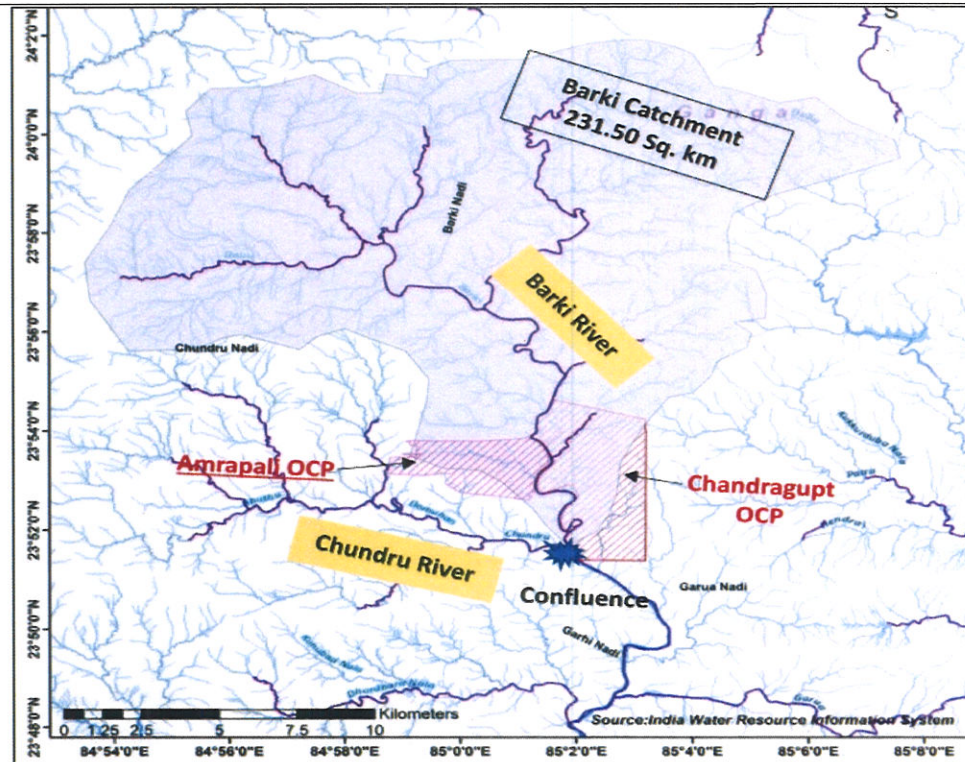 S
24°2'0"N
24°0'0"N
23°58'0"N
23°56'0"N
23°54'0"N
23°52'0"N
23°50'0"N
23°48'0"N
Ganga
Barki Catchment
231.50 Sq. km
Barki Nadi
Barki River
Chundru Nadi
Amrapali OCP
Chandragupt
OCP
Chundru
Chundru River
Confluence
Garua Nadi
Garhi Nadi
Dhurdhara Nala
Kilometers
0 1.25 2.5 5 7.5 10
Source:India Water Resource Information System
84°54'0"E 84°56'0"E 84°58'0"E 85°0'0"E 85°2'0"E 85°4'0"E 85°6'0"E 85°8'0"E